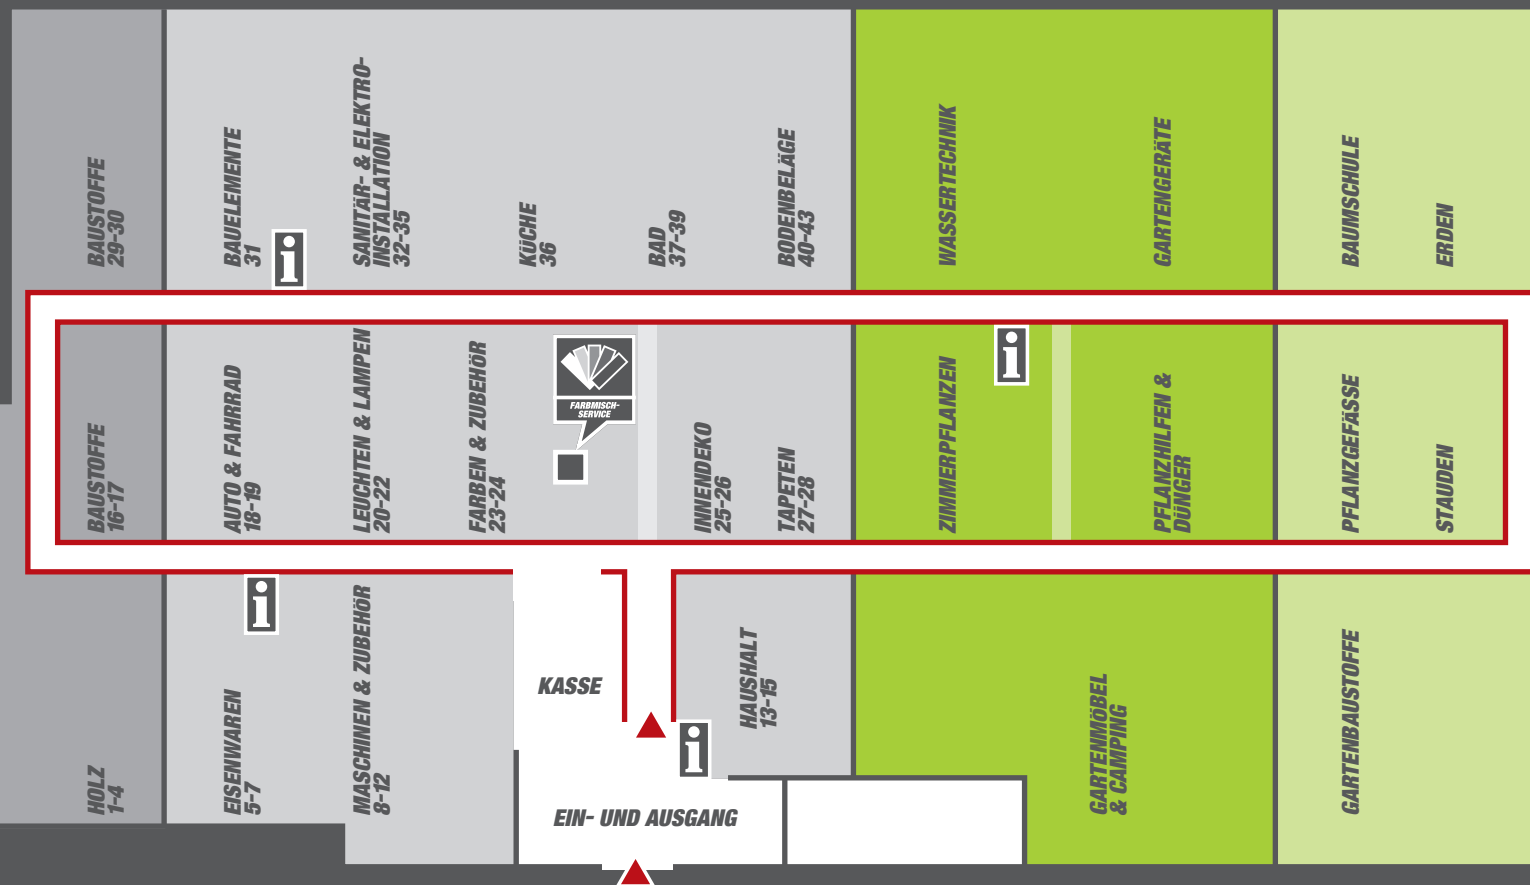 BAUSTOFFE
29-30
BAUELEMENTE
31
SANITÄR- & ELEKTRO-
INSTALLATION
32-35
KÜCHE
36
BAD
37-39
BODENBELÄGE
40-43
WASSERTECHNIK
GARTENGERÄTE
BAUMSCHULE
ERDEN
BAUSTOFFE
16-17
AUTO & FAHRRAD
18-19
LEUCHTEN & LAMPEN
20-22
FARBEN & ZUBEHÖR
23-24
FARBMISCH-
SERVICE
INNENDEKO
25-26
TAPETEN
27-28
ZIMMERPFLANZEN
PFLANZHILFEN &
DÜNGER
PFLANZGEFÄSSE
STAUDEN
HOLZ
1-4
EISENWAREN
5-7
MASCHINEN & ZUBEHÖR
8-12
KASSE
HAUSHALT
13-15
EIN- UND AUSGANG
GARTENMÖBEL
& CAMPING
GARTENBAUSTOFFE
i
i
i
i